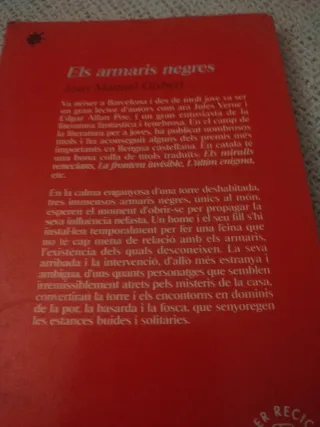 Els armaris negres
Joan Manuel Gisbert
Va néixer a Barcelona i des de molt jove va ser
un gran lector d'autors com ara Jules Verne i
Edgar Allan Poe, i un gran entusiasta de la
literatura fantàstica i tenebrosa. En el camp de
la literatura per a joves, ha publicat nombrosos
títols i ha aconseguit alguns dels premis més
importants en llengua castellana. En català té
una bona colla de títols traduïts. Els miralls
venecians, La frontera invisible, L'últim enigma,
etc.
En la calma enganyosa d'una torre deshabitada,
tres immensos armaris negres, únics al món,
esperen el moment d'obrir-se per propagar la
seva influència nefasta. Un home i el seu fill s'hi
instal·len temporalment per fer una feina que
no té cap mena de relació amb els armaris,
l'existència dels quals desconeixen. La seva
arribada i la intervenció, d'allò més estranya i
ambigua, d'uns quants personatges que semblen
irremissiblement atrets pels misteris de la casa,
convertiran la torre i els encontorns en dominis
de la por, la basarda i la fosca, que senyoregen
les estances buides i solitàries.
ER RECIC